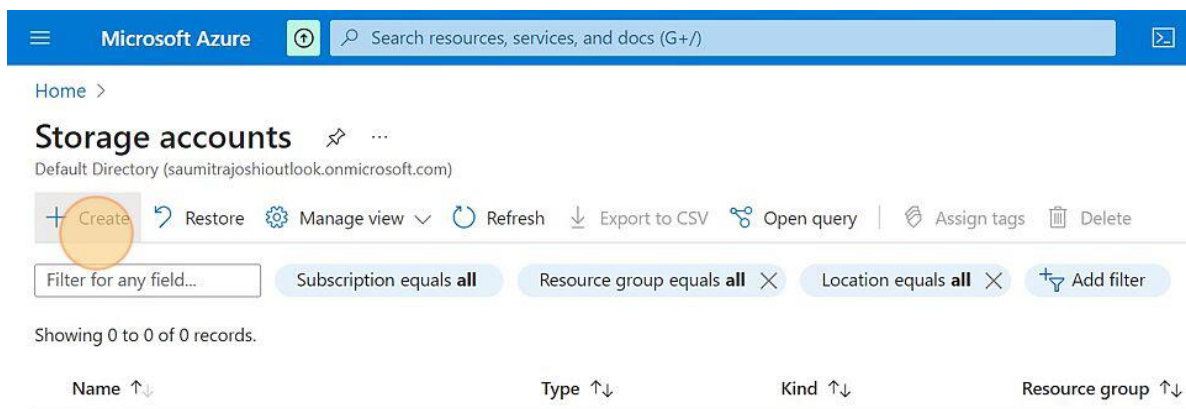 Microsoft Azure Search resources, services, and docs (G+/)
Home >
Storage accounts ...
Default Directory (saumitrajoshioutlook.onmicrosoft.com)
+ Create Restore Manage view Refresh Export to CSV Open query Assign tags Delete
Filter for any field... Subscription equals all Resource group equals all Location equals all Add filter
Showing 0 to 0 of 0 records.
Name ↑↓ Type ↑↓ Kind ↑↓ Resource group ↑↓